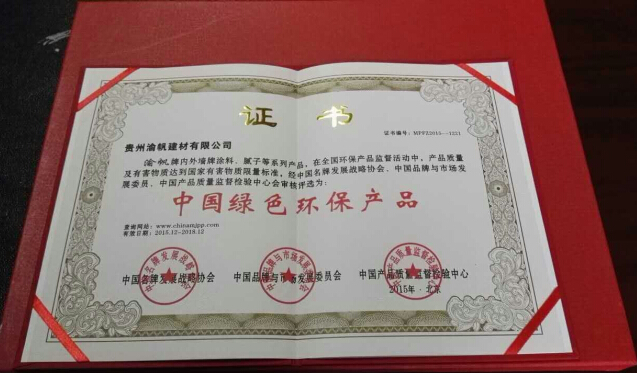 证 书
证书编号：MPPZ2015--1221
贵州渝帆建材有限公司
渝帆牌内外墙牌涂料、腻子等系列产品，在全国环保产品监督活动中，产品质量
及有害物质达到国家有害物质限量标准，经中国名牌发展战略协会、中国品牌与市场发
展委员、中国产品质量监督检验中心会审核评选为：
中国绿色环保产品
查询网站：www.chinamjpp.com
有效日期：2015.12-2018.12
中国名牌发展战略协会 中国品牌与市场发展委员会 中国产品质量监督检验中心
2015年·北京